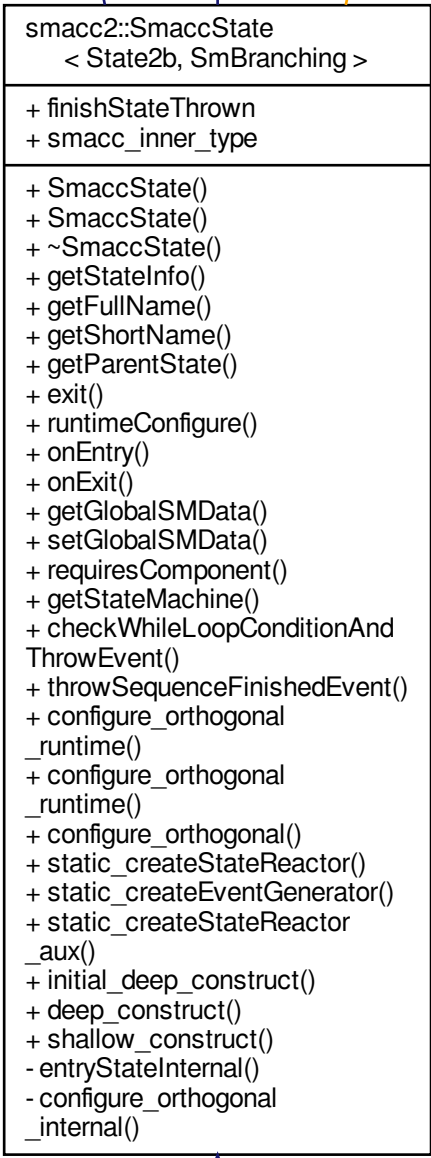 smacc2::SmaccState
< State2b, SmBranching >
+ finishStateThrown
+ smacc_inner_type
+ SmaccState()
+ SmaccState()
+ ~SmaccState()
+ getStateInfo()
+ getFullName()
+ getShortName()
+ getParentState()
+ exit()
+ runtimeConfigure()
+ onEntry()
+ onExit()
+ getGlobalSMData()
+ setGlobalSMData()
+ requiresComponent()
+ getStateMachine()
+ checkWhileLoopConditionAnd
ThrowEvent()
+ throwSequenceFinishedEvent()
+ configure_orthogonal
_runtime()
+ configure_orthogonal
_runtime()
+ configure_orthogonal()
+ static_createStateReactor()
+ static_createEventGenerator()
+ static_createStateReactor
_aux()
+ initial_deep_construct()
+ deep_construct()
+ shallow_construct()
- entryStateInternal()
- configure_orthogonal
_internal()